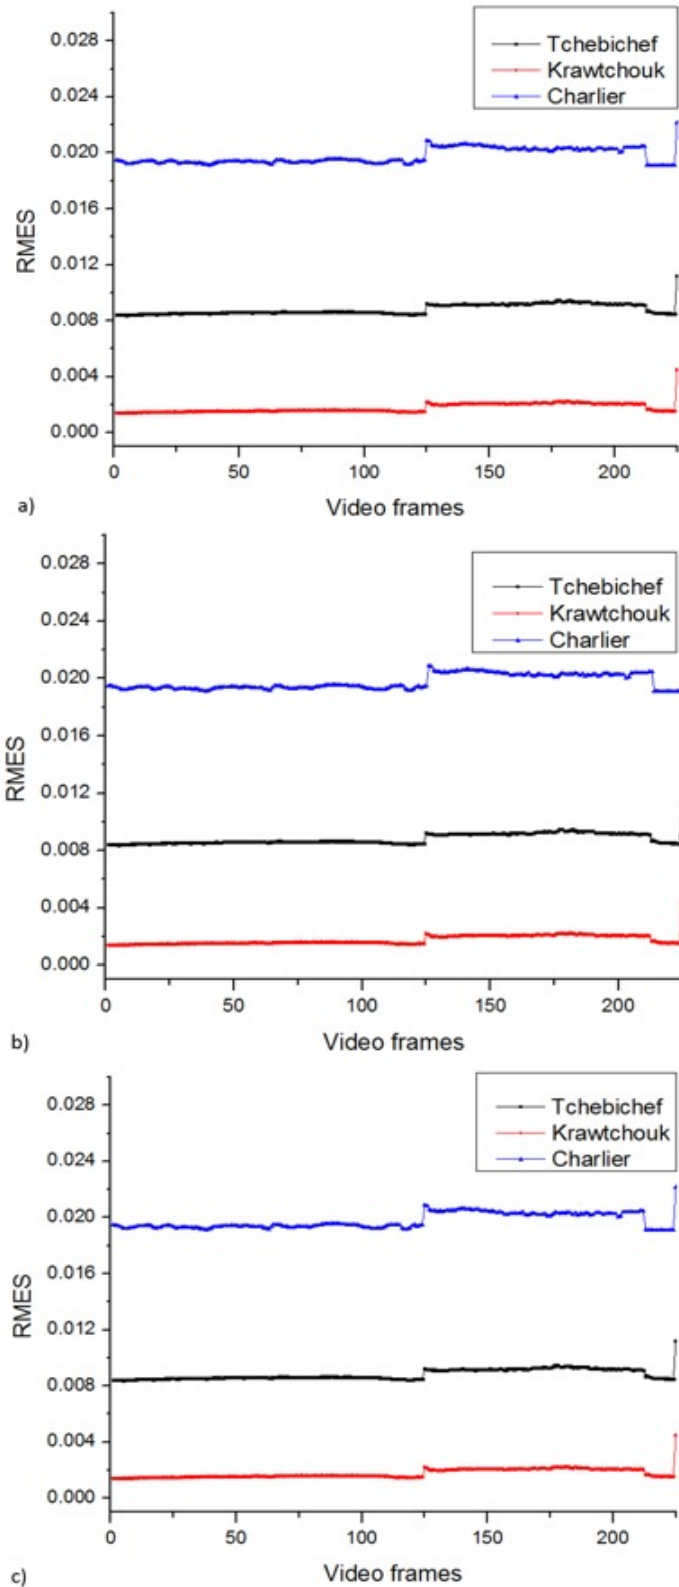 0.028
0.024
0.020
0.016
0.012
0.008
0.004
0.000
RMES
Tchebichef
Krawtchouk
Charlier
0 50 100 150 200
Video frames
a)
0.028
0.024
0.020
0.016
0.012
0.008
0.004
0.000
RMES
Tchebichef
Krawtchouk
Charlier
0 50 100 150 200
Video frames
b)
0.028
0.024
0.020
0.016
0.012
0.008
0.004
0.000
RMES
Tchebichef
Krawtchouk
Charlier
0 50 100 150 200
Video frames
c)